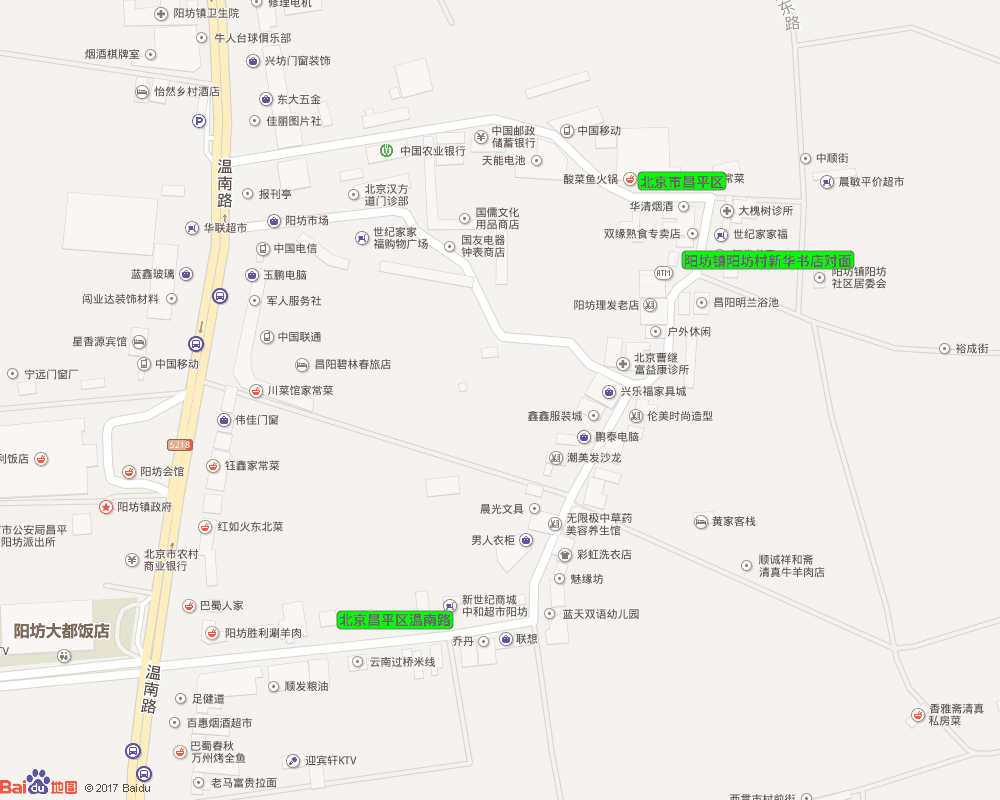 修理电机
阳坊镇卫生院
东路
牛人台球俱乐部
烟酒棋牌室
兴坊门窗装饰
怡然乡村酒店
东大五金
P
佳丽图片社
中国邮政
储蓄银行
中国移动
中国农业银行
天能电池
中顺街
温南路
酸菜鱼火锅
北京市昌平区
常菜
晨敏平价超市
报刊亭
北京汉方
道门诊部
华清烟酒
大槐树诊所
国儒文化
用品商店
华联超市
阳坊市场
世纪家家
福购物广场
双缘熟食专卖店
世纪家家福
中国电信
国友电器
钟表商店
阳坊镇阳坊村新华书店对面
蓝鑫玻璃
玉鹏电脑
ATM
阳坊镇阳坊
社区居委会
闯业达装饰材料
军人服务社
阳坊理发老店
昌阳明兰浴池
星香源宾馆
中国联通
户外休闲
裕成街
中国移动
昌阳碧林春旅店
北京曹继
富益康诊所
宁远门窗厂
川菜馆家常菜
兴乐福家具城
伟佳门窗
鑫鑫服装城
伦美时尚造型
S218
鹏泰电脑
利饭店
阳坊会馆
钰鑫家常菜
潮美发沙龙
阳坊镇政府
晨光文具
无限极中草药
美容养生馆
黄家客栈
市公安局昌平
阳坊派出所
红如火东北菜
男人衣柜
北京市农村
商业银行
彩虹洗衣店
顺诚祥和斋
清真牛羊肉店
魅缘坊
巴蜀人家
新世纪商城
中和超市阳坊
蓝天双语幼儿园
北京昌平区温南路
阳坊大都饭店
阳坊胜利涮羊肉
乔丹
联想
TV
云南过桥米线
温南路
顺发粮油
足健道
香雅斋清真
私房菜
百惠烟酒超市
巴蜀春秋
万州烤全鱼
迎宾轩KTV
老马富贵拉面
Bai du 地图
© 2017 Baidu
西贯市村前街